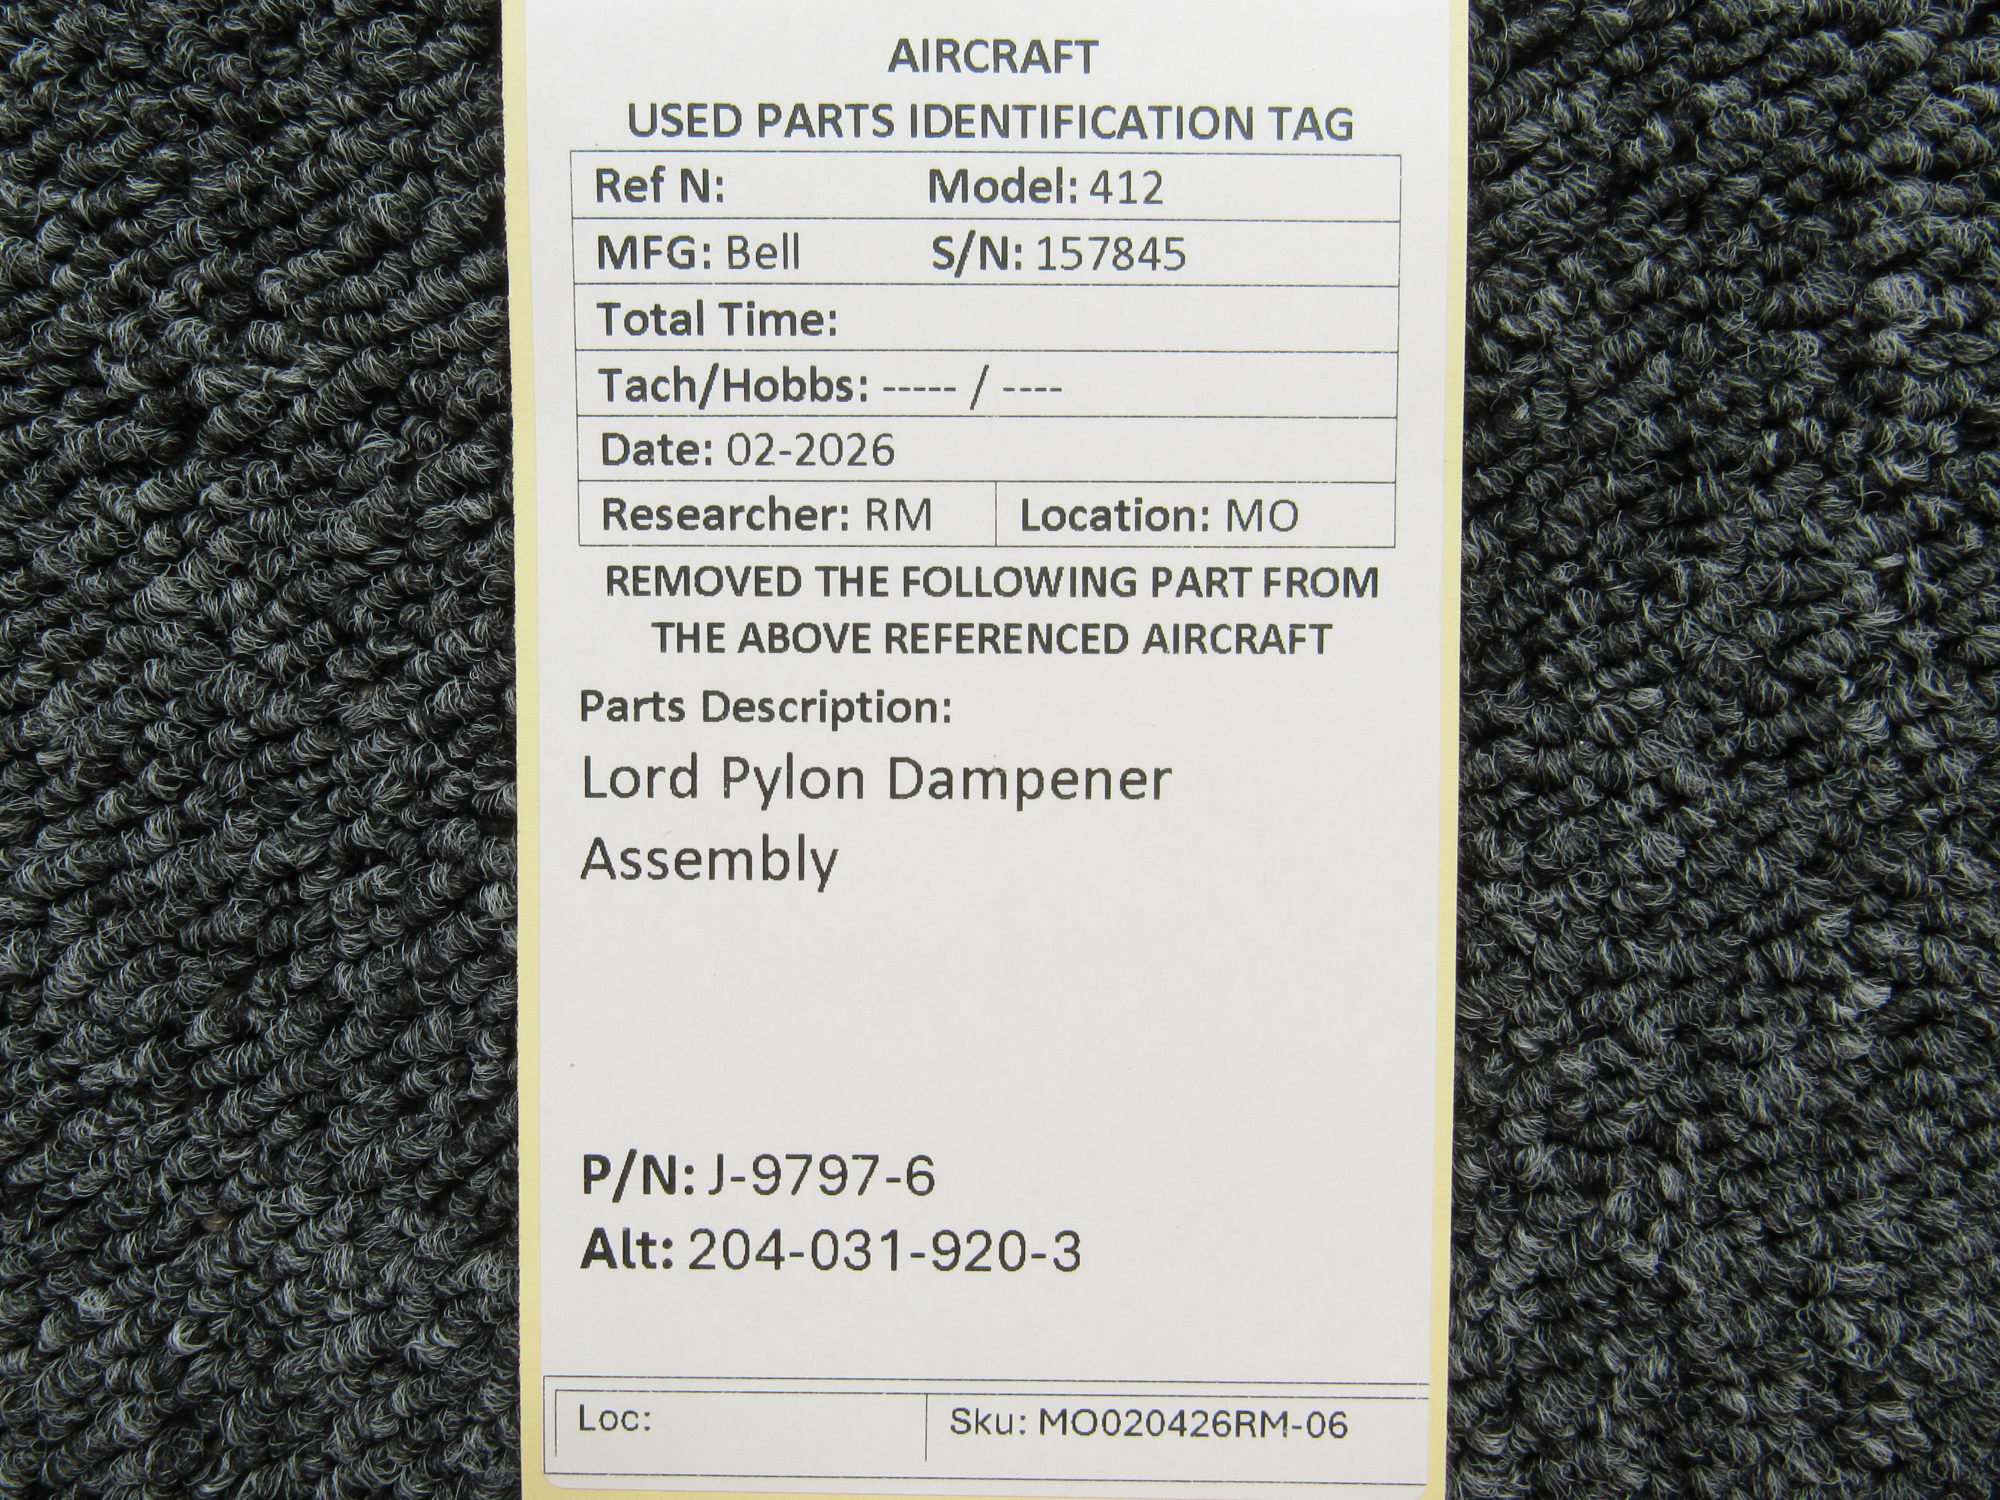 AIRCRAFT
USED PARTS IDENTIFICATION TAG
Ref N: Model: 412
MFG: Bell S/N: 157845
Total Time:
Tach/Hobbs: ----- / ----
Date: 02-2026
Researcher: RM Location: MO
REMOVED THE FOLLOWING PART FROM
THE ABOVE REFERENCED AIRCRAFT
Parts Description:
Lord Pylon Dampener
Assembly
P/N: J-9797-6
Alt: 204-031-920-3
Loc: Sku: MO020426RM-06